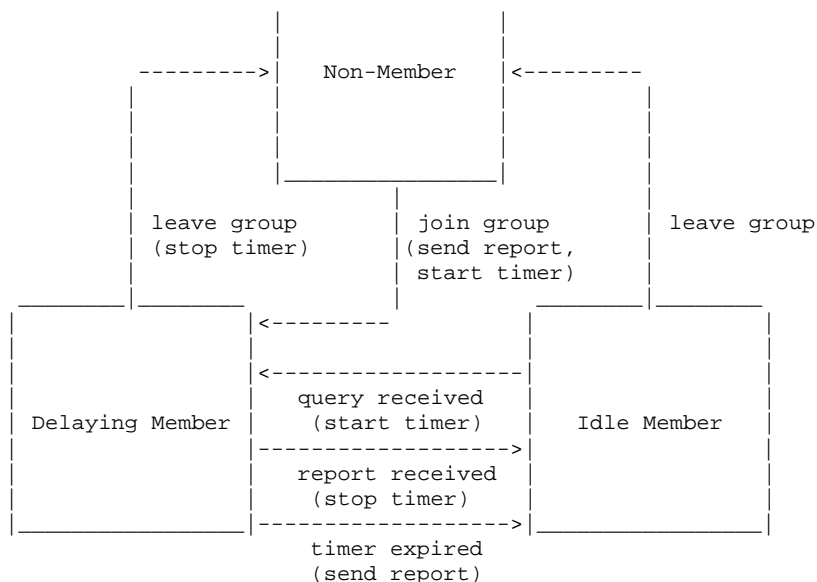 Non-Member
leave group
(stop timer)
join group
(send report,
start timer)
leave group
query received
(start timer)
Delaying Member
Idle Member
report received
(stop timer)
timer expired
(send report)